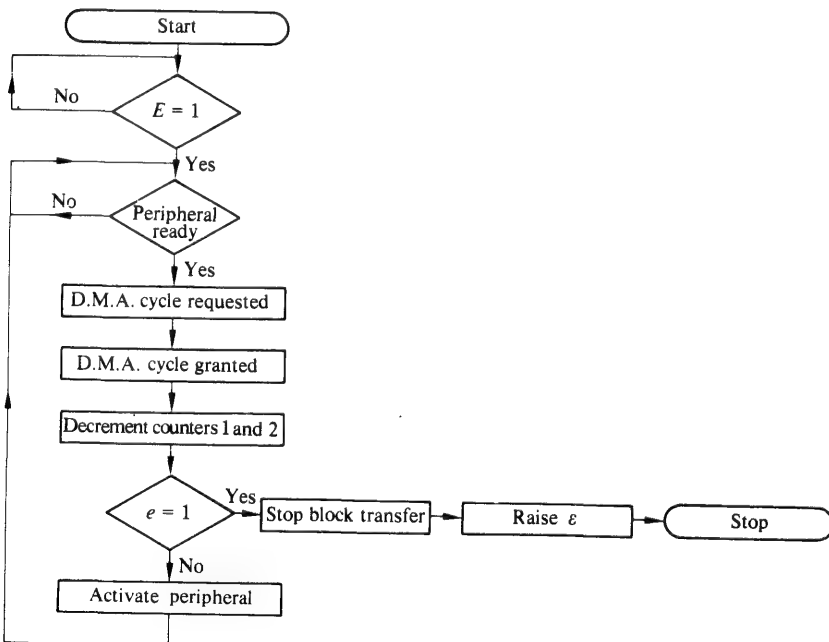 Start
No
E = 1
Yes
No
Peripheral
ready
Yes
D.M.A. cycle requested
D.M.A. cycle granted
Decrement counters 1 and 2
e = 1
Yes
Stop block transfer
Raise ε
Stop
No
Activate peripheral